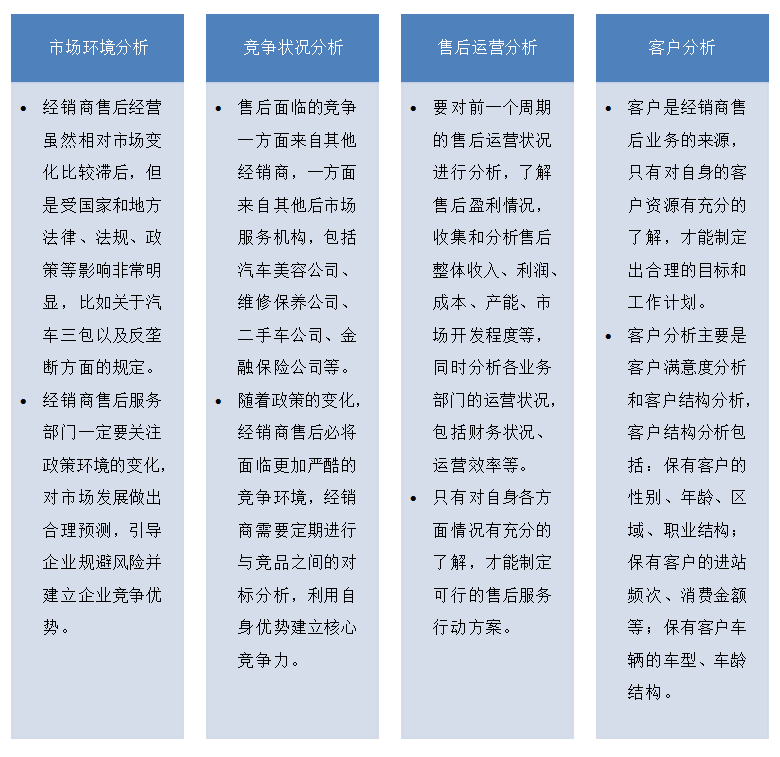 市场环境分析
• 经销商售后经营
虽然相对市场变
化比较滞后，但
是受国家和地方
法律、法规、政
策等影响非常明
显，比如关于汽
车三包以及反垄
断方面的规定。
• 经销商售后服务
部门一定要关注
政策环境的变化，
对市场发展做出
合理预测，引导
企业规避风险并
建立企业竞争优
势。
竞争状况分析
• 售后面临的竞争
一方面来自其他
经销商，一方面
来自其他后市场
服务机构，包括
汽车美容公司、
维修保养公司、
二手车公司、金
融保险公司等。
• 随着政策的变化，
经销商售后必将
面临更加严酷的
竞争环境，经销
商需要定期进行
与竞品之间的对
标分析，利用自
身优势建立核心
竞争力。
售后运营分析
• 要对前一个周期
的售后运营状况
进行分析，了解
售后盈利情况，
收集和分析售后
整体收入、利润、
成本、产能、市
场开发程度等，
同时分析各业务
部门的运营状况，
包括财务状况、
运营效率等。
• 只有对自身各方
面情况有充分的
了解，才能制定
可行的售后服务
行动方案。
客户分析
• 客户是经销商售
后业务的来源，
只有对自身的客
户资源有充分的
了解，才能制定
出合理的目标和
工作计划。
• 客户分析主要是
客户满意度分析
和客户结构分析，
客户结构分析包
括：保有客户的
性别、年龄、区
域、职业结构；
保有客户的进站
频次、消费金额
等；保有客户车
辆的车型、车龄
结构。